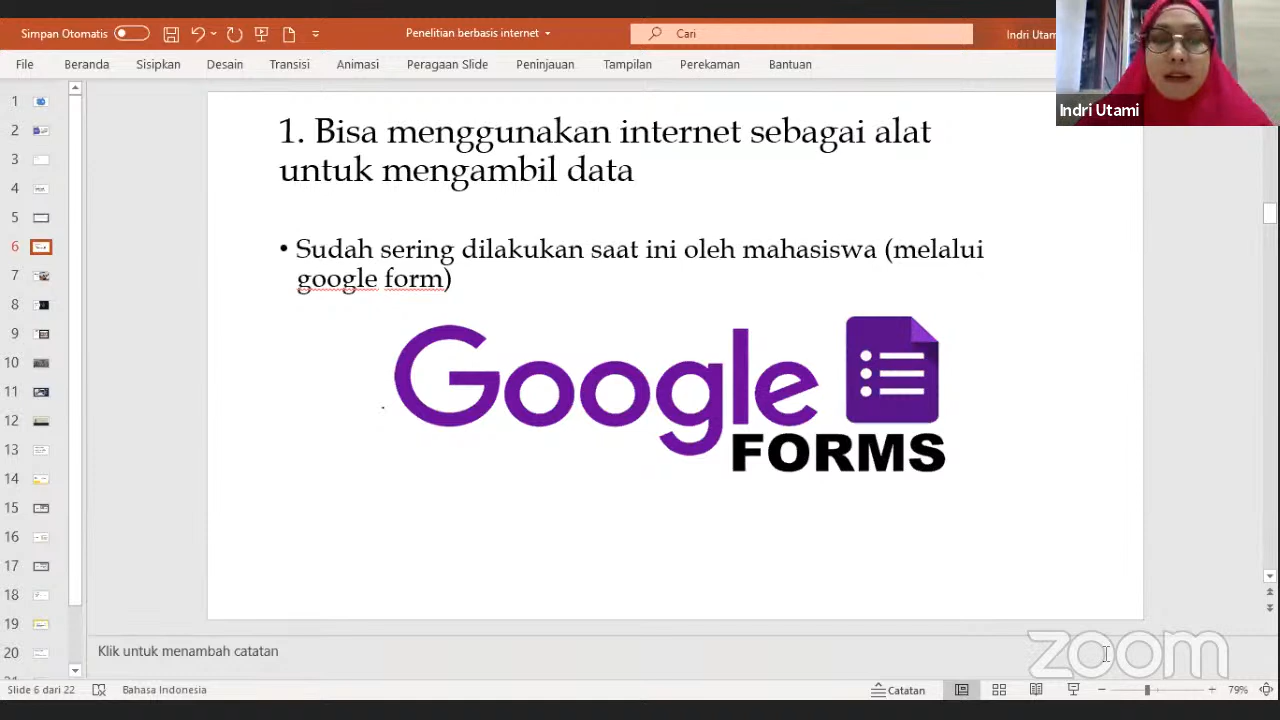 Simpan Otomatis
Penelitian berbasis internet
Cari
Indri Utam
File Beranda Sisipkan Desain Transisi Animasi Peragaan Slide Peninjauan Tampilan Perekaman Bantuan
Indri Utami
1
2
3
4
5
6
7
8
9
10
11
12
13
14
15
16
17
18
19
20
1. Bisa menggunakan internet sebagai alat
untuk mengambil data
• Sudah sering dilakukan saat ini oleh mahasiswa (melalui
google form)
Google
FORMS
Klik untuk menambah catatan
zoom
Slide 6 dari 22 Bahasa Indonesia Catatan 79%